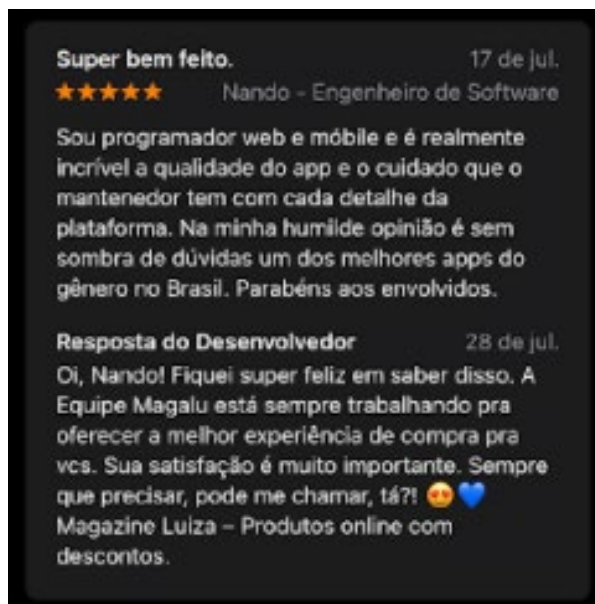 Super bem feito. 17 de jul.
★★★★★ Nando - Engenheiro de Software
Sou programador web e móbile e é realmente
incrível a qualidade do app e o cuidado que o
mantenedor tem com cada detalhe da
plataforma. Na minha humilde opinião é sem
sombra de dúvidas um dos melhores apps do
gênero no Brasil. Parabéns aos envolvidos.
Resposta do Desenvolvedor 28 de jul.
Oi, Nando! Fiquei super feliz em saber disso. A
Equipe Magalu está sempre trabalhando pra
oferecer a melhor experiência de compra pra
vcs. Sua satisfação é muito importante. Sempre
que precisar, pode me chamar, tá?! 😍💙
Magazine Luiza – Produtos online com
descontos.